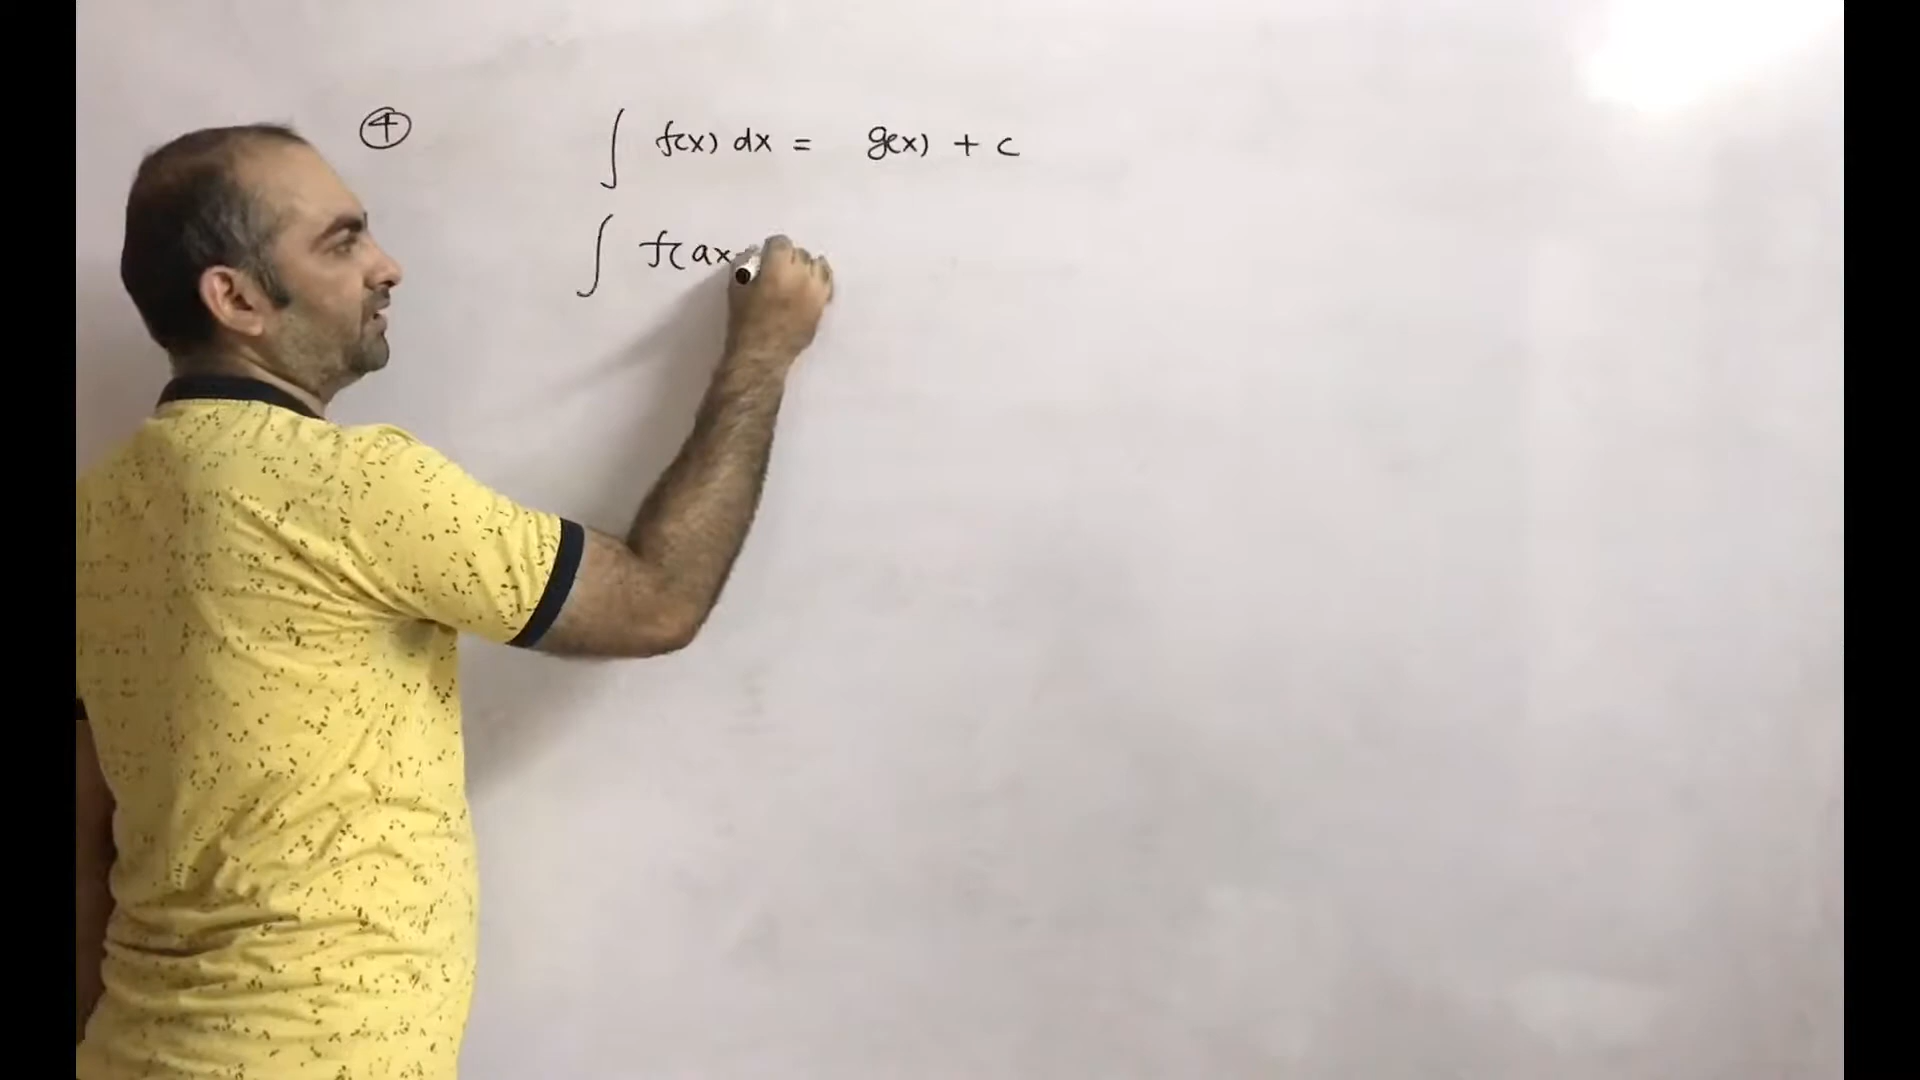 ④ ∫ f(x) dx = g(x) + c
∫ f(ax